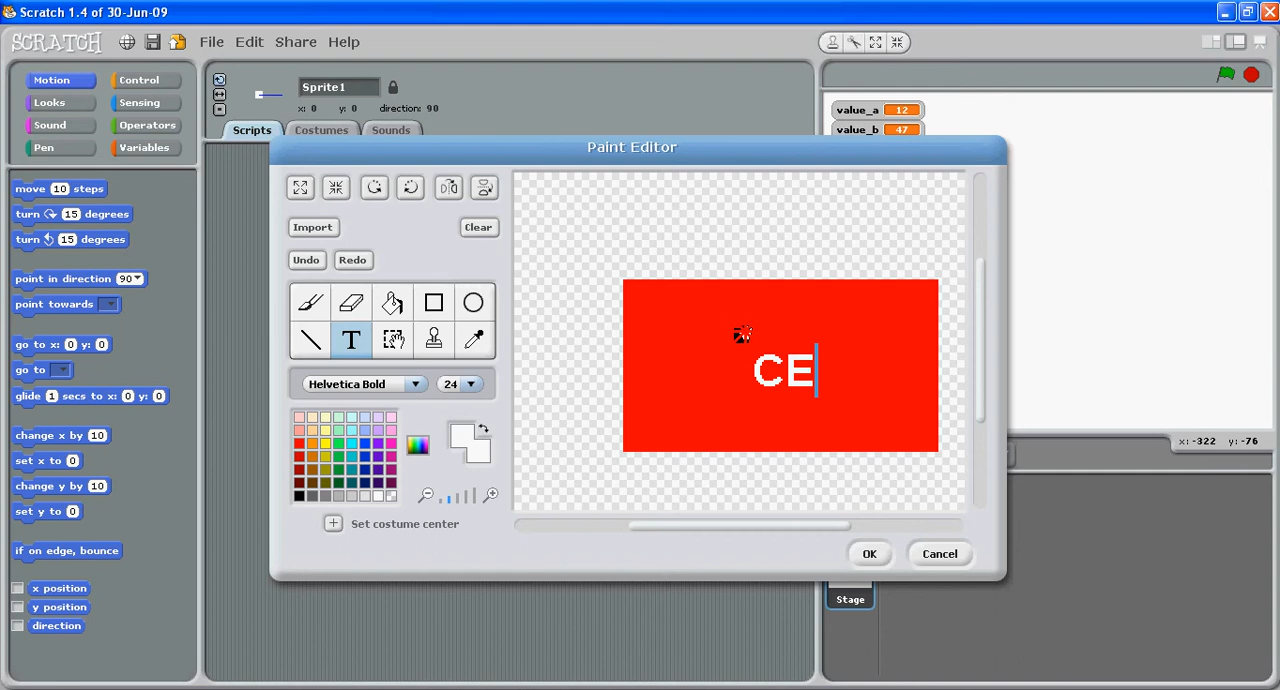 Scratch 1.4 of 30-Jun-09
SCRATCH File Edit Share Help
Motion Control
Looks Sensing
Sound Operators
Pen Variables
Sprite1
x: 0 y: 0 direction: 90
Scripts Costumes Sounds
value_a 12
value_b 47
move 10 steps
turn 15 degrees
turn 15 degrees
point in direction 90
point towards
go to x: 0 y: 0
go to
glide 1 secs to x: 0 y: 0
change x by 10
set x to 0
change y by 10
set y to 0
if on edge, bounce
x position
y position
direction
Paint Editor
Import Clear
Undo Redo
T
Helvetica Bold 24
Set costume center
CE
OK Cancel
x: -322 y: -76
Stage